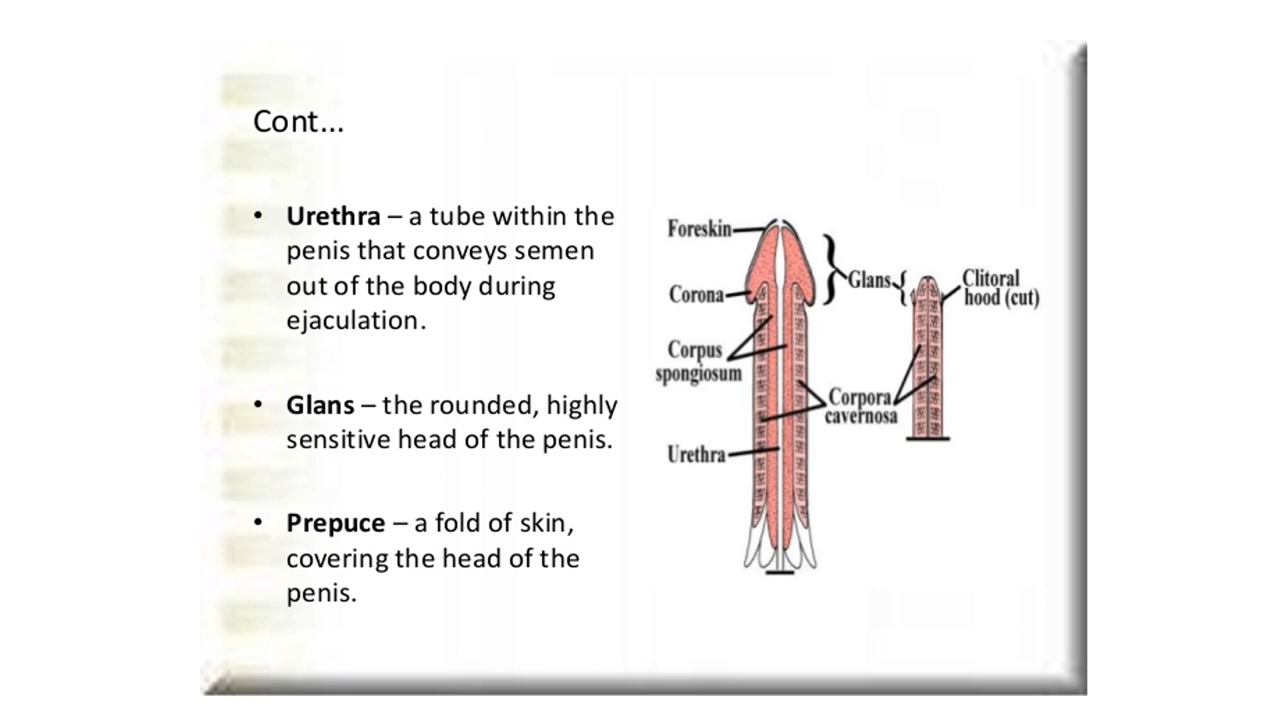 Cont...
• Urethra – a tube within the
penis that conveys semen
out of the body during
ejaculation.
• Glans – the rounded, highly
sensitive head of the penis.
• Prepuce – a fold of skin,
covering the head of the
penis.
Foreskin
Corona
Corpus
spongiosum
Urethra
Glans
Corpora
cavernosa
Clitoral
hood (cut)